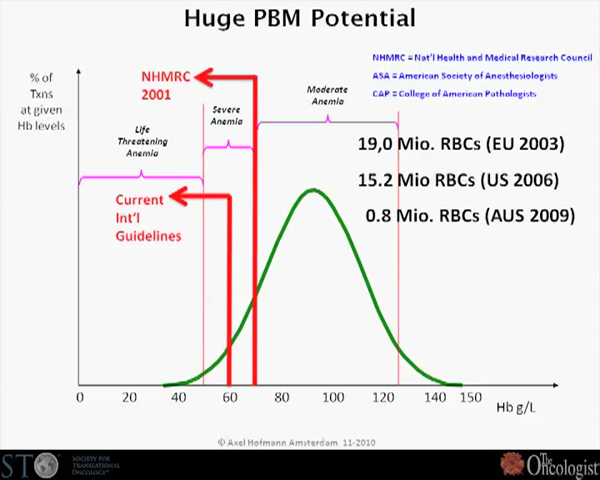 Huge PBM Potential
NHMRC = Nat'l Health and Medical Research Council
ASA = American Society of Anesthesiologists
CAP = College of American Pathologists
% of
Txns
at given
Hb levels
NHMRC
2001
Moderate
Anemia
Severe
Anemia
Life
Threatening
Anemia
19,0 Mio. RBCs (EU 2003)
15.2 Mio RBCs (US 2006)
0.8 Mio. RBCs (AUS 2009)
Current
Int'l
Guidelines
0 20 40 60 80 100 120 140 150
Hb g/L
© Axel Hofmann Amsterdam 11-2010
STO
SOCIETY FOR
TRANSLATIONAL
ONCOLOGY
The
Oncologist